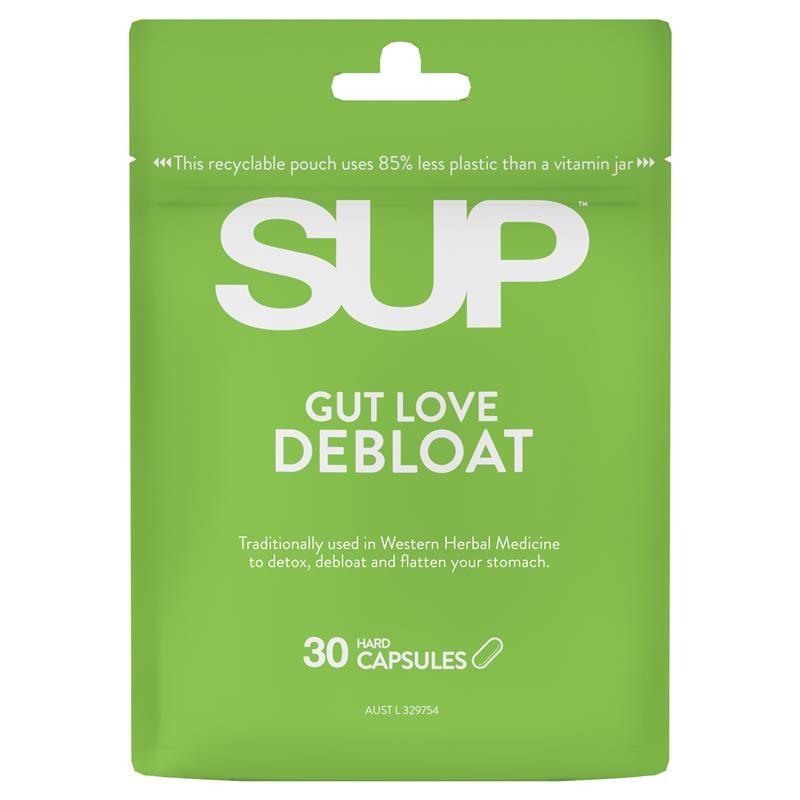 This recyclable pouch uses 85% less plastic than a vitamin jar
SUP™
GUT LOVE
DEBLOAT
Traditionally used in Western Herbal Medicine
to detox, debloat and flatten your stomach.
30 HARD CAPSULES
AUST L 329754